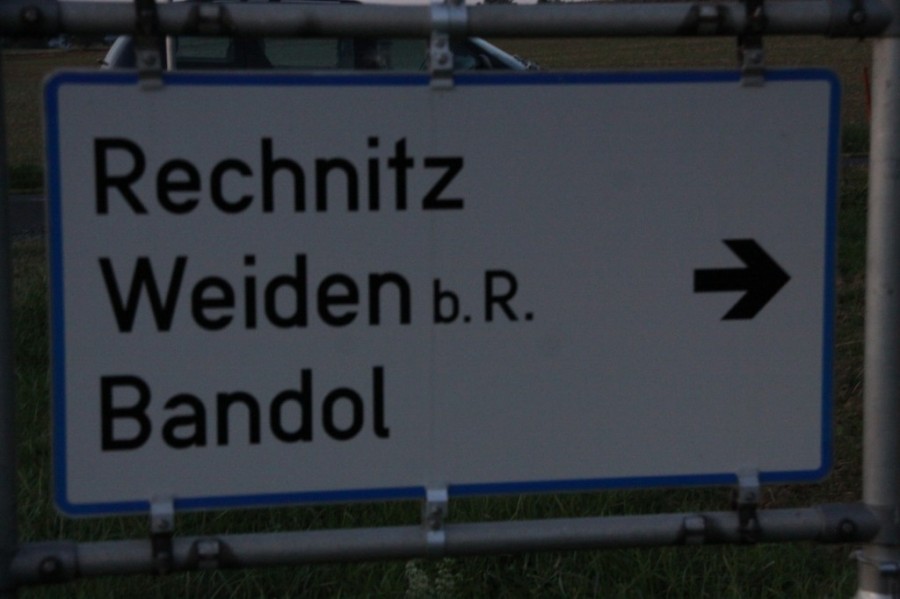 Rechnitz
Weiden b.R.
Bandol